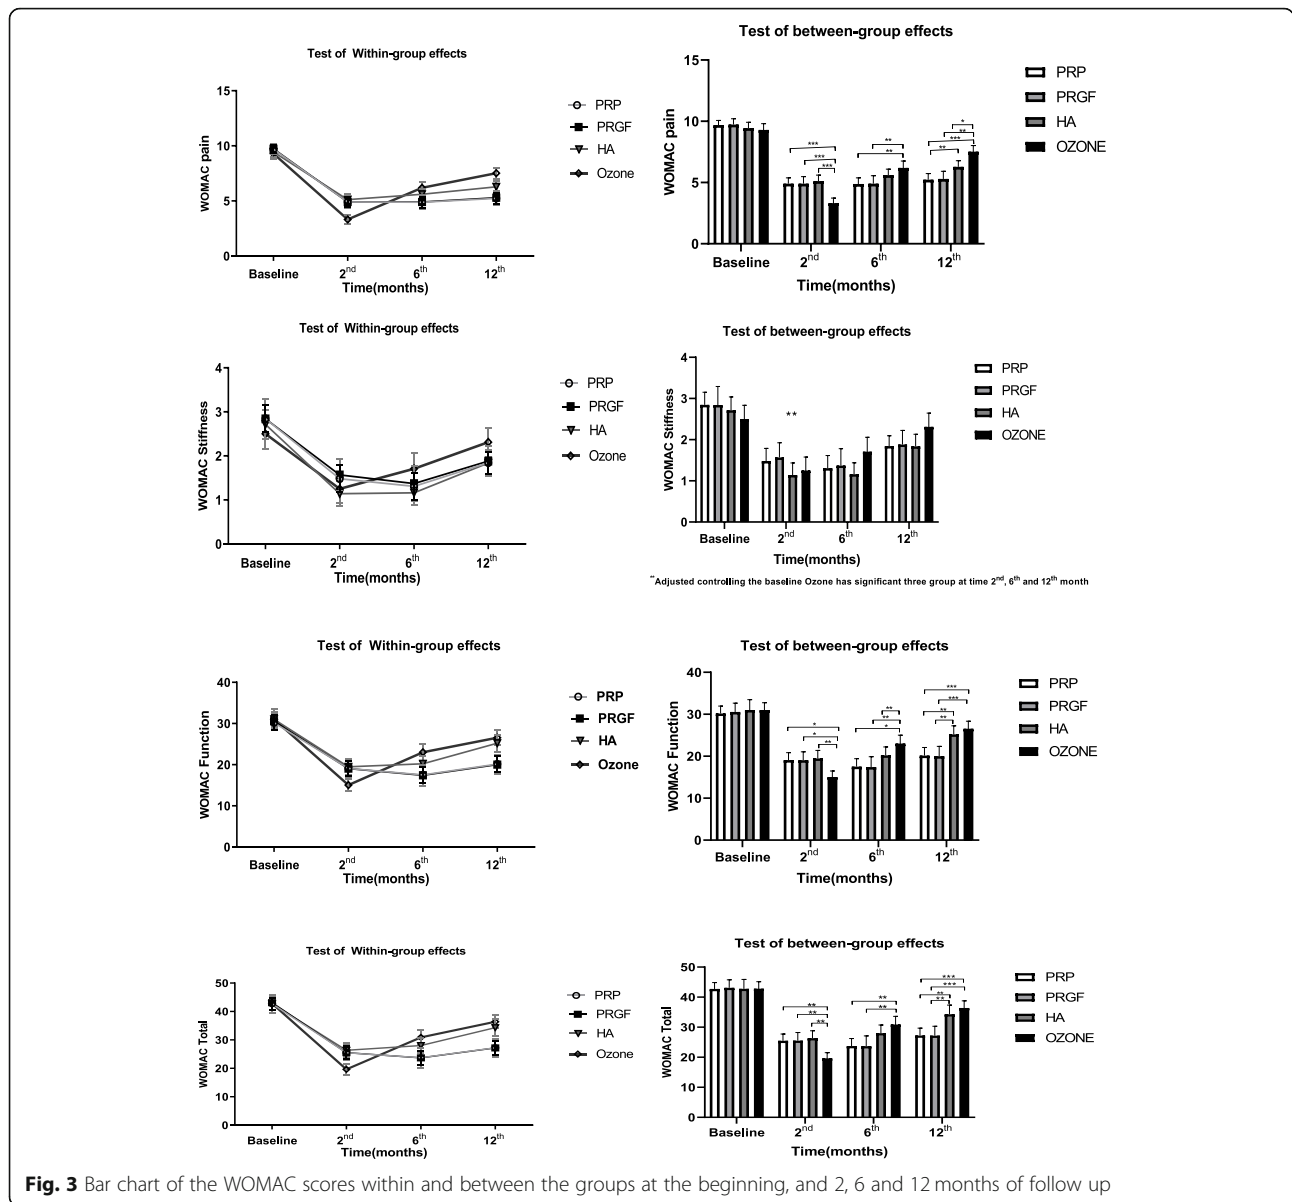 Test of Within-group effects
WOMAC pain
15
10
5
0
Baseline
2nd
6th
12th
Time(months)
PRP
PRGF
HA
Ozone
Test of between-group effects
WOMAC pain
15
10
5
0
***
***
***
**
**
*
**
***
**
Baseline
2nd
6th
12th
Time(months)
PRP
PRGF
HA
OZONE
Test of Within-group effects
WOMAC Stiffness
4
3
2
1
0
Baseline
2nd
6th
12th
Time(months)
PRP
PRGF
HA
Ozone
Test of between-group effects
WOMAC Stiffness
4
3
2
1
0
**
Baseline
2nd
6th
12th
Time(months)
PRP
PRGF
HA
OZONE
**Adjusted controlling the baseline Ozone has significant three group at time 2nd, 6th and 12th month
Test of Within-group effects
WOMAC Function
40
30
20
10
0
Baseline
2nd
6th
12th
Time(months)
PRP
PRGF
HA
Ozone
Test of between-group effects
WOMAC Function
40
30
20
10
0
*
*
**
**
**
*
***
***
**
**
Baseline
2nd
6th
12th
Time(months)
PRP
PRGF
HA
OZONE
Test of Within-group effects
WOMAC Total
50
40
30
20
10
0
Baseline
2nd
6th
12th
Time(months)
PRP
PRGF
HA
Ozone
Test of between-group effects
WOMAC Total
50
40
30
20
10
0
**
**
**
**
**
***
***
**
**
Baseline
2nd
6th
12th
Time(months)
PRP
PRGF
HA
OZONE
Fig. 3 Bar chart of the WOMAC scores within and between the groups at the beginning, and 2, 6 and 12 months of follow up